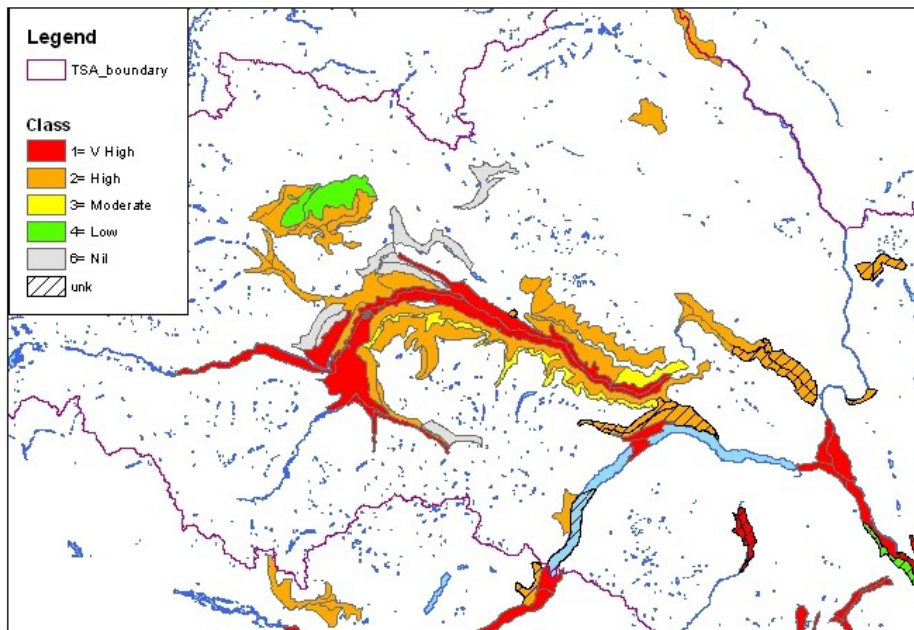 Legend
TSA_boundary
Class
1= V High
2= High
3= Moderate
4= Low
6= Nil
unk